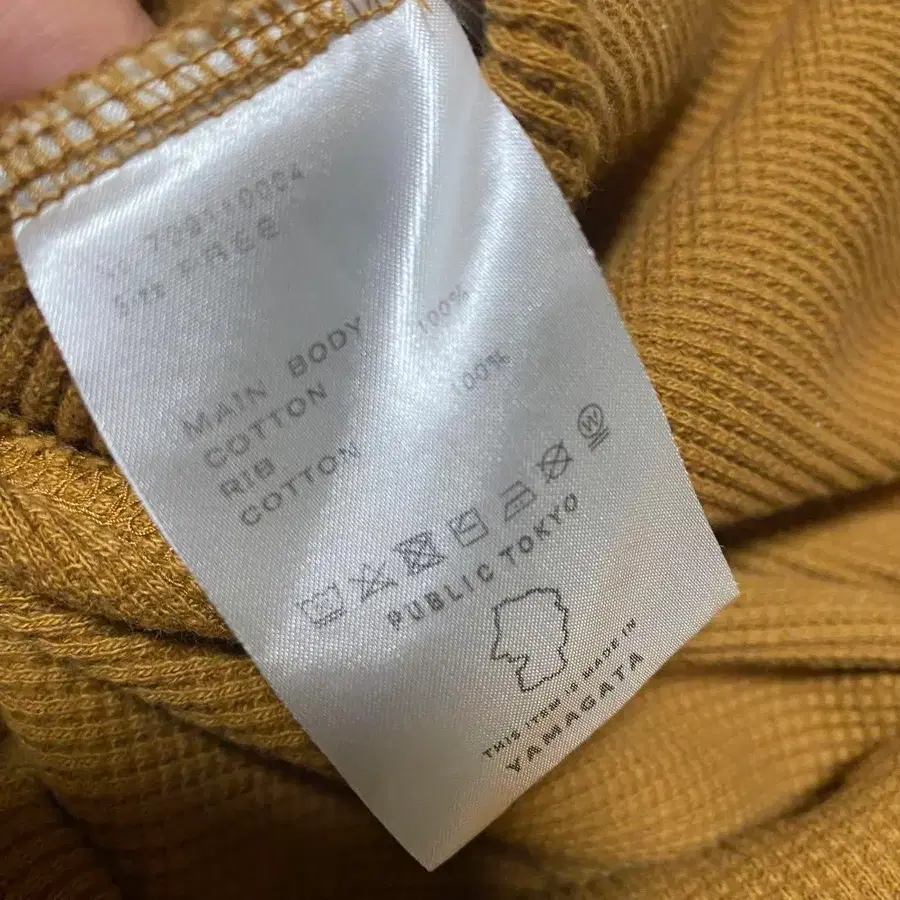 SIZE FREE
MAIN BODY
COTTON 100%
RIB
COTTON 100%
W
PUBLIC TOKYO
THIS ITEM IS MADE IN
YAMAGATA